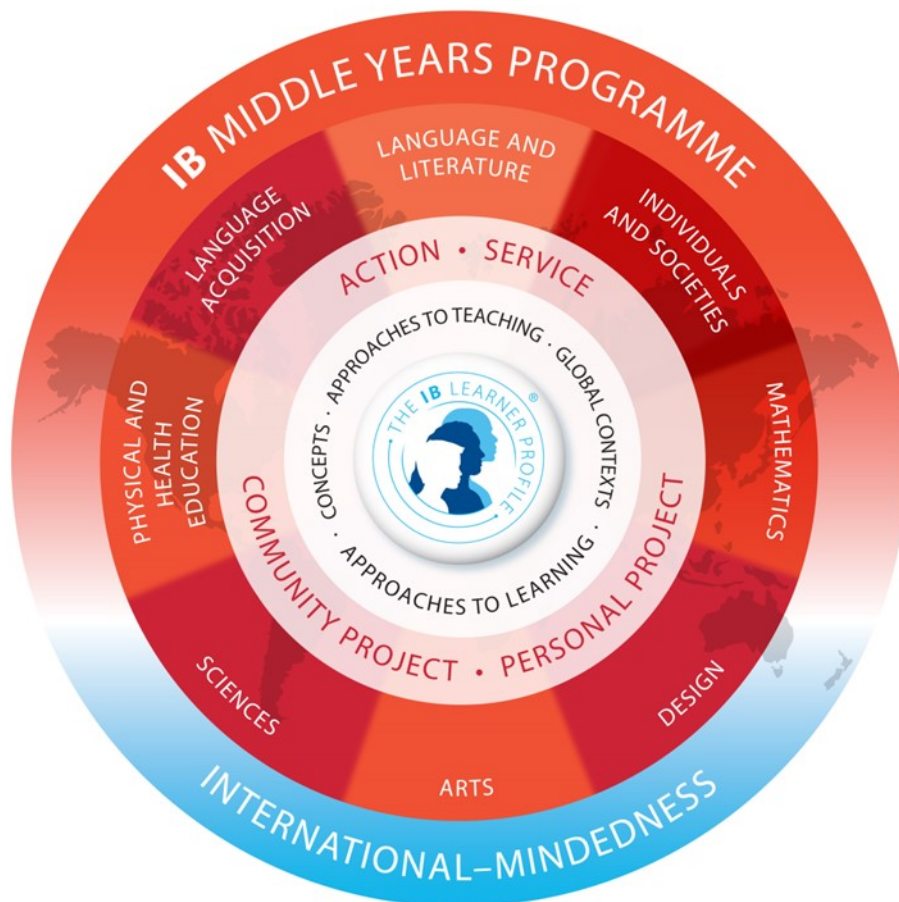 IB MIDDLE YEARS PROGRAMME
LANGUAGE AND
LITERATURE
INDIVIDUALS
AND SOCIETIES
MATHEMATICS
DESIGN
ARTS
SCIENCES
PHYSICAL AND
HEALTH
EDUCATION
LANGUAGE
ACQUISITION
ACTION • SERVICE
PERSONAL PROJECT • COMMUNITY PROJECT •
APPROACHES TO TEACHING · GLOBAL CONTEXTS · APPROACHES TO LEARNING · CONCEPTS ·
THE IB LEARNER PROFILE ®
INTERNATIONAL–MINDEDNESS